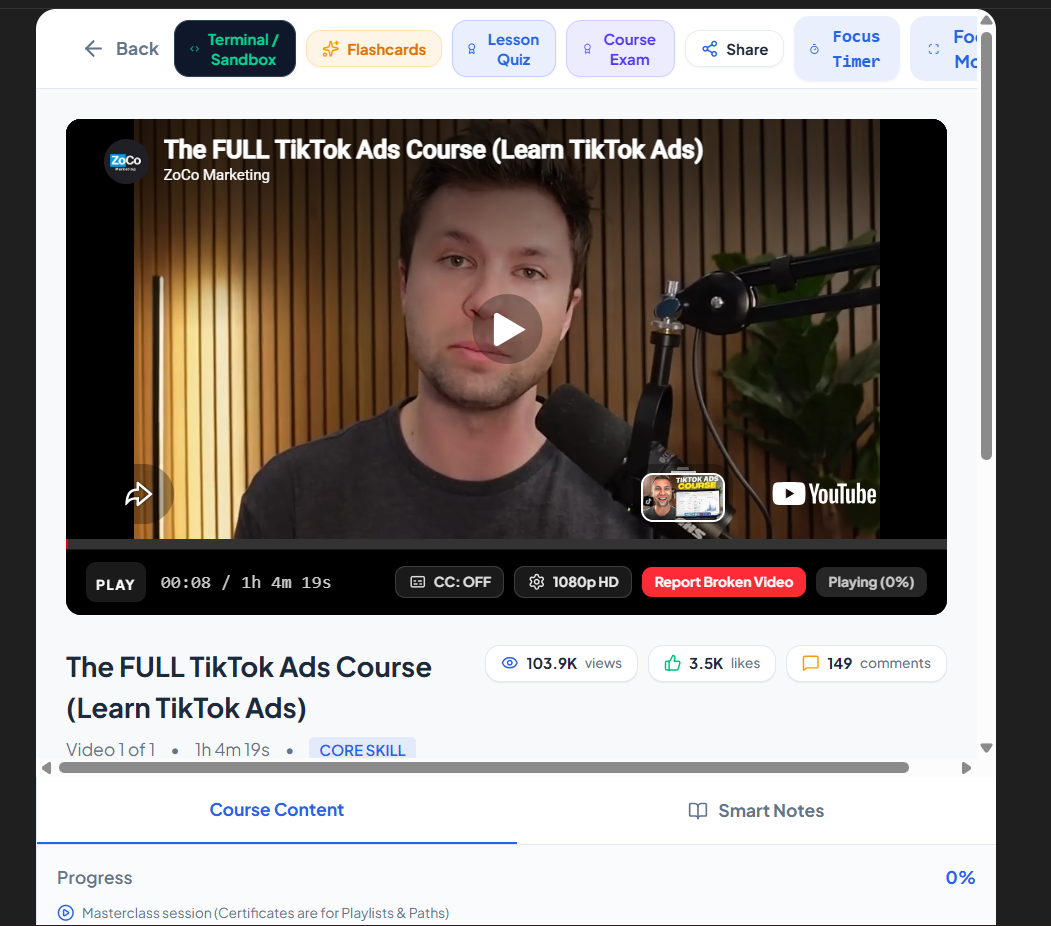 Back
Terminal /
Sandbox
Flashcards
Lesson
Quiz
Course
Exam
Share
Focus
Timer
ZoCo
Marketing
The FULL TikTok Ads Course (Learn TikTok Ads)
ZoCo Marketing
TIKTOK ADS
COURSE
YouTube
PLAY
00:08 / 1h 4m 19s
CC: OFF
1080p HD
Report Broken Video
Playing (0%)
The FULL TikTok Ads Course
(Learn TikTok Ads)
103.9K views
3.5K likes
149 comments
Video 1 of 1 • 1h 4m 19s • CORE SKILL
Course Content
Smart Notes
Progress
0%
Masterclass session (Certificates are for Playlists & Paths)